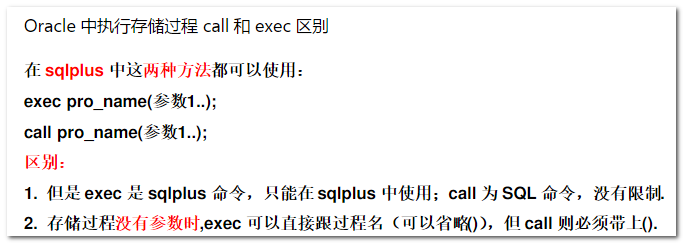 Oracle 中执行存储过程 call 和 exec 区别
在 sqlplus 中这两种方法都可以使用：
exec pro_name(参数1..);
call pro_name(参数1..);
区别：
1. 但是 exec 是 sqlplus 命令，只能在 sqlplus 中使用；call 为 SQL 命令，没有限制.
2. 存储过程没有参数时,exec 可以直接跟过程名（可以省略()），但 call 则必须带上().